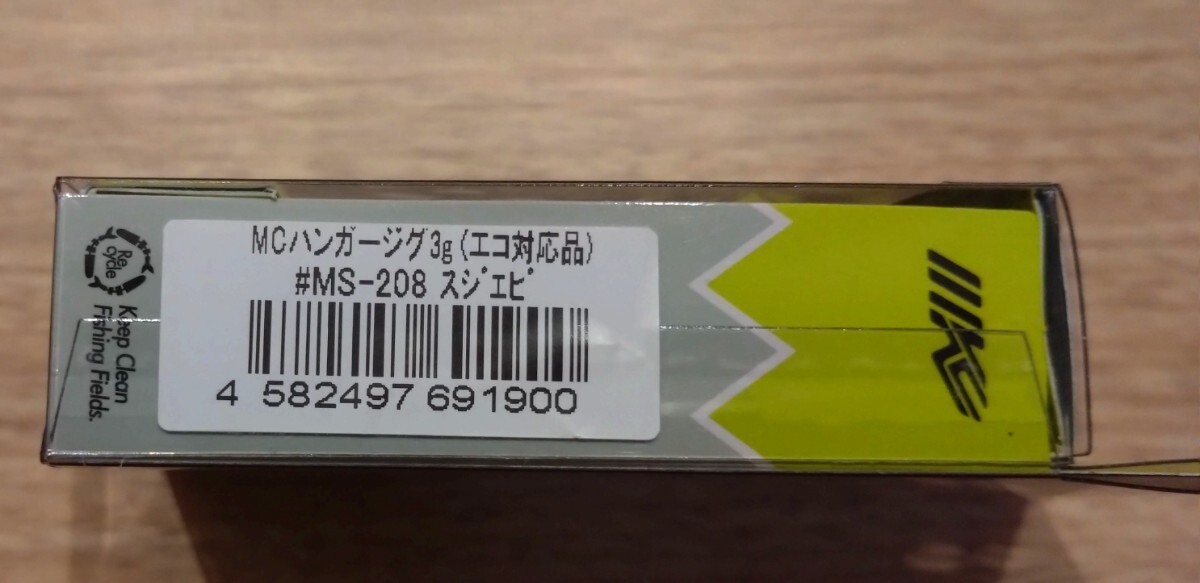 MCハンガージグ3g(エコ対応品)
#MS-208 スジエビ
4 582497 691900
Re
cycle
Keep Clean
Fishing Fields.